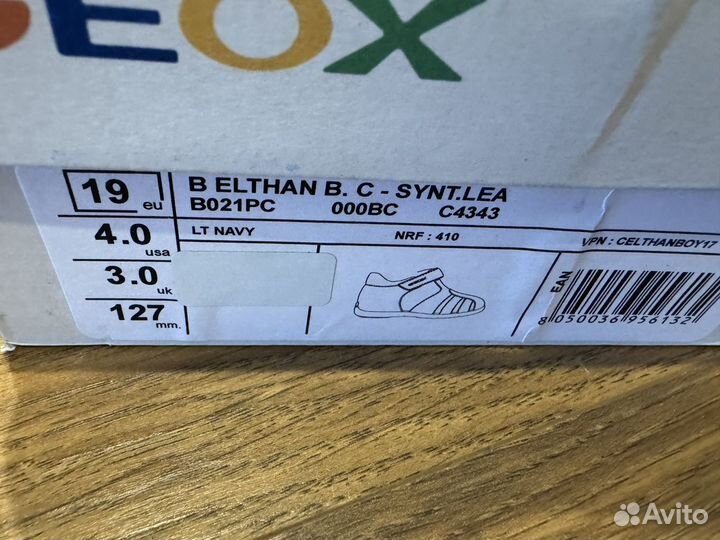 EOX
19 eu
B ELTHAN B. C - SYNT.LEA
B021PC 000BC C4343
4.0 usa
LT NAVY NRF : 410 VPN : CELTHANBOY17
3.0 uk
127 mm.
EAN
8 050036 956132
Avito